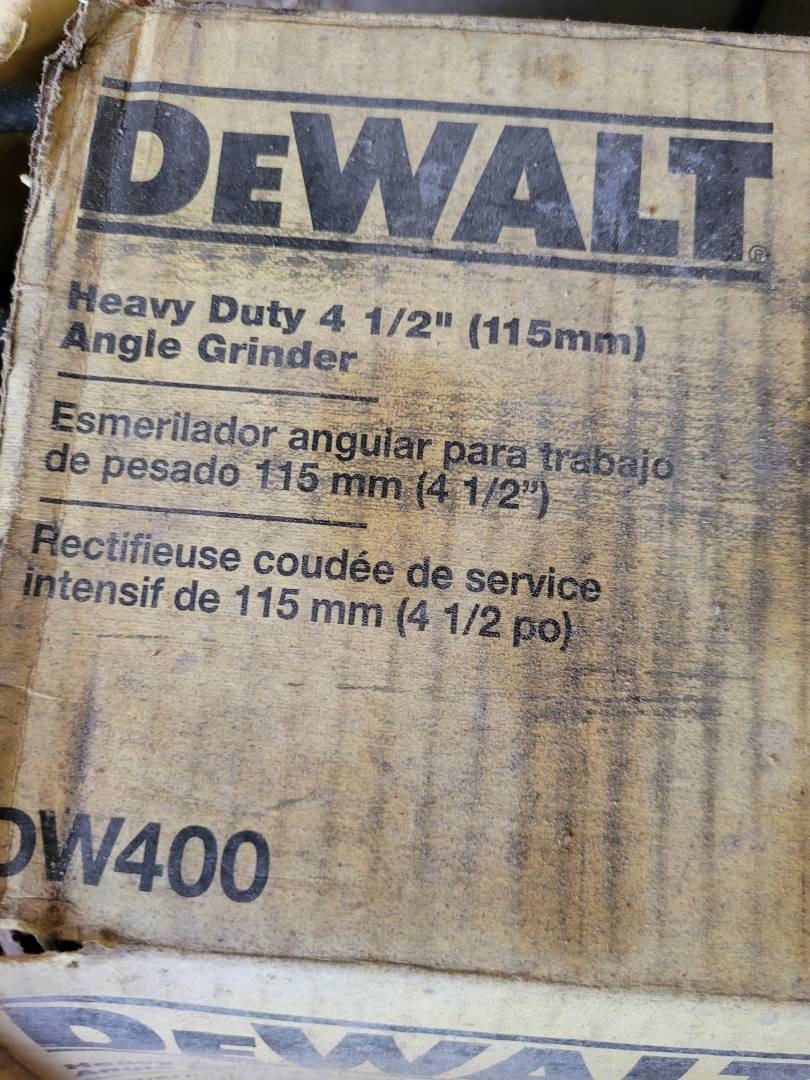 DEWALT®
Heavy Duty 4 1/2" (115mm)
Angle Grinder
Esmerilador angular para trabajo
de pesado 115 mm (4 1/2”)
Rectifieuse coudée de service
intensif de 115 mm (4 1/2 po)
DW400
DEWALT